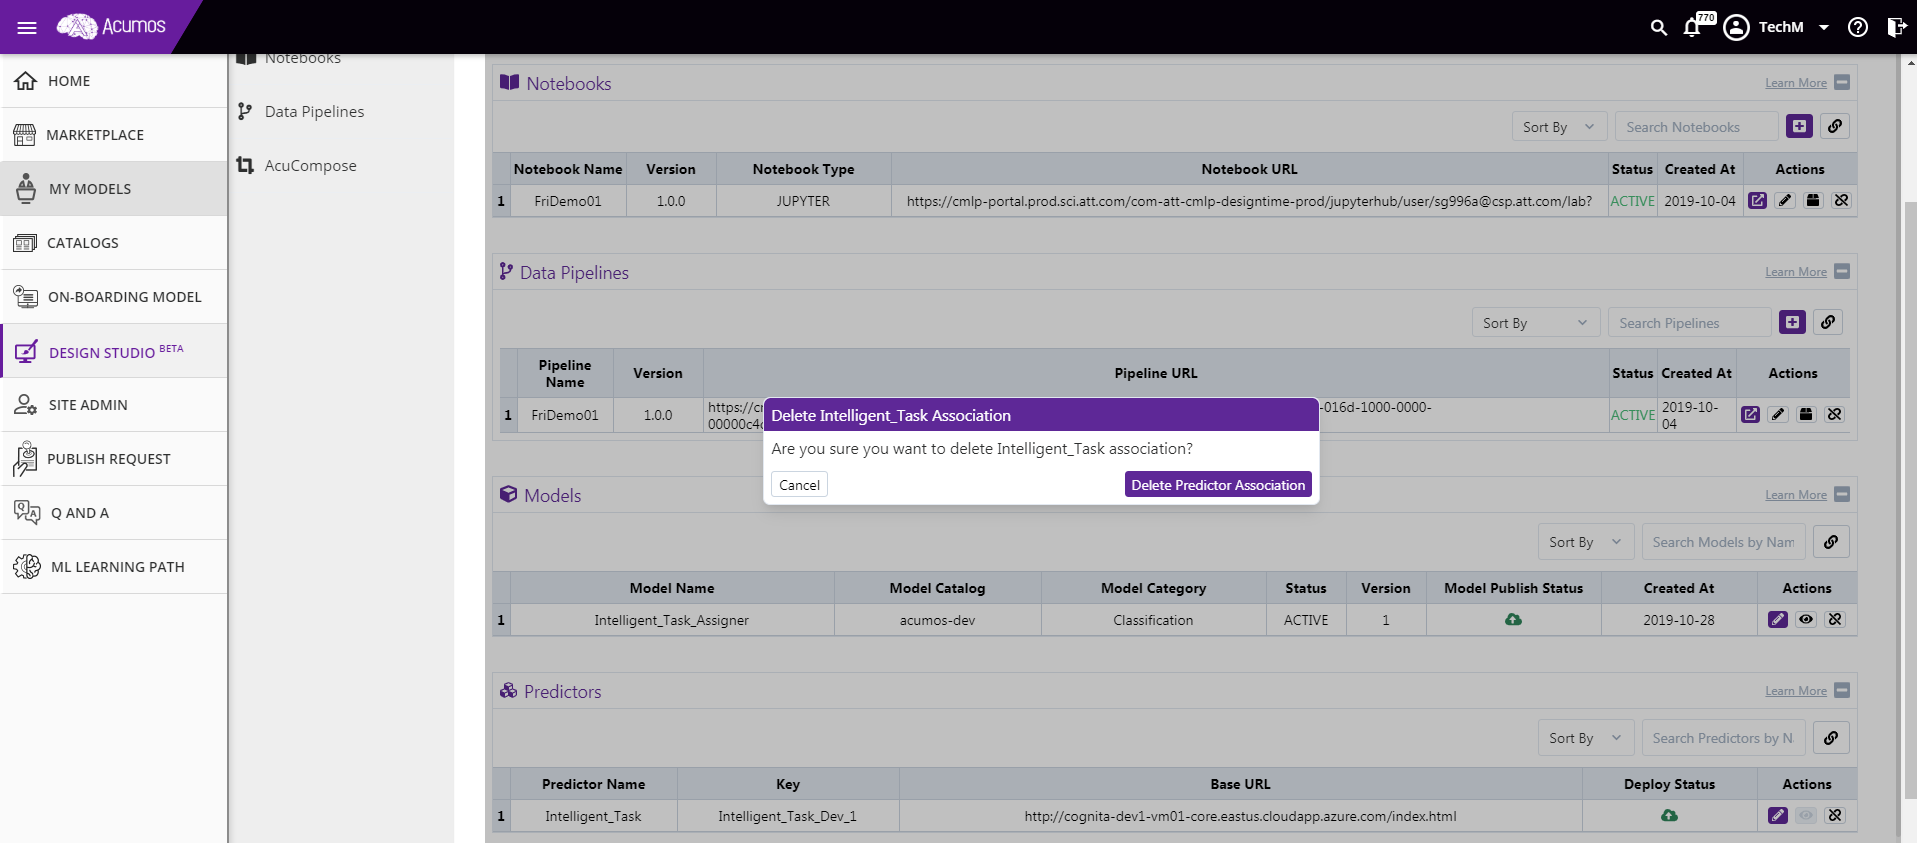 Acumos
770
TechM
HOME
MARKETPLACE
MY MODELS
CATALOGS
ON-BOARDING MODEL
DESIGN STUDIO BETA
SITE ADMIN
PUBLISH REQUEST
Q AND A
ML LEARNING PATH
Notebooks
Data Pipelines
AcuCompose
Notebooks
Learn More
Sort By
Search Notebooks
Notebook Name Version Notebook Type Notebook URL Status Created At Actions
1 FriDemo01 1.0.0 JUPYTER https://cmlp-portal.prod.sci.att.com/com-att-cmlp-designtime-prod/jupyterhub/user/sg996a@csp.att.com/lab? ACTIVE 2019-10-04
Data Pipelines
Learn More
Sort By
Search Pipelines
Pipeline Name Version Pipeline URL Status Created At Actions
1 FriDemo01 1.0.0 https://c -016d-1000-0000-
00000c4 ACTIVE 2019-10-04
Delete Intelligent_Task Association
Are you sure you want to delete Intelligent_Task association?
Cancel
Delete Predictor Association
Models
Learn More
Sort By
Search Models by Nam
Model Name Model Catalog Model Category Status Version Model Publish Status Created At Actions
1 Intelligent_Task_Assigner acumos-dev Classification ACTIVE 1 2019-10-28
Predictors
Learn More
Sort By
Search Predictors by N
Predictor Name Key Base URL Deploy Status Actions
1 Intelligent_Task Intelligent_Task_Dev_1 http://cognita-dev1-vm01-core.eastus.cloudapp.azure.com/index.html